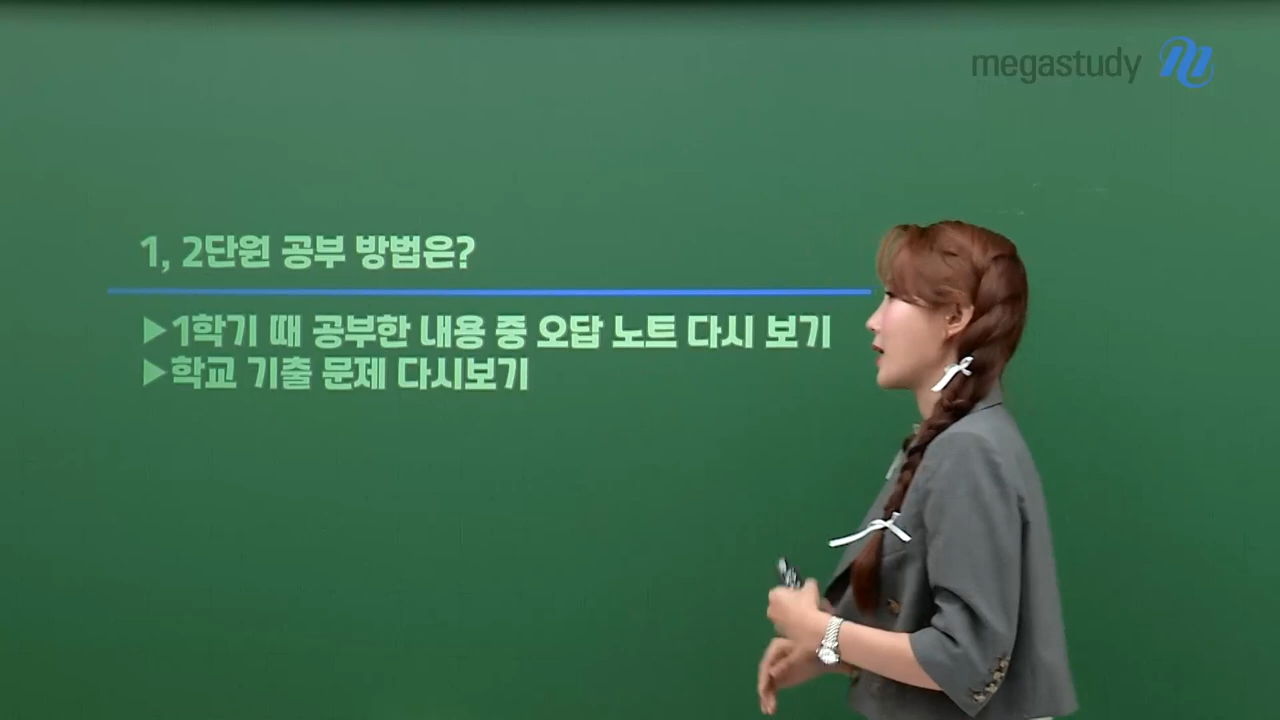 megastudy
1, 2단원 공부 방법은?
▶1학기 때 공부한 내용 중 오답 노트 다시 보기
▶학교 기출 문제 다시보기